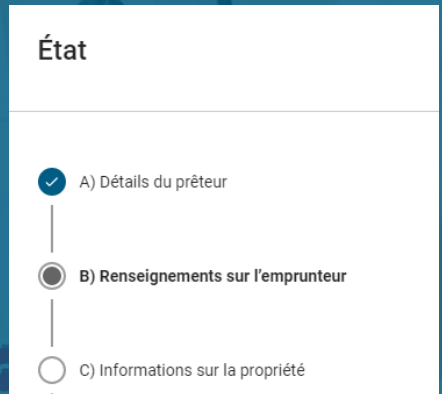 État
A) Détails du prêteur
B) Renseignements sur l'emprunteur
C) Informations sur la propriété